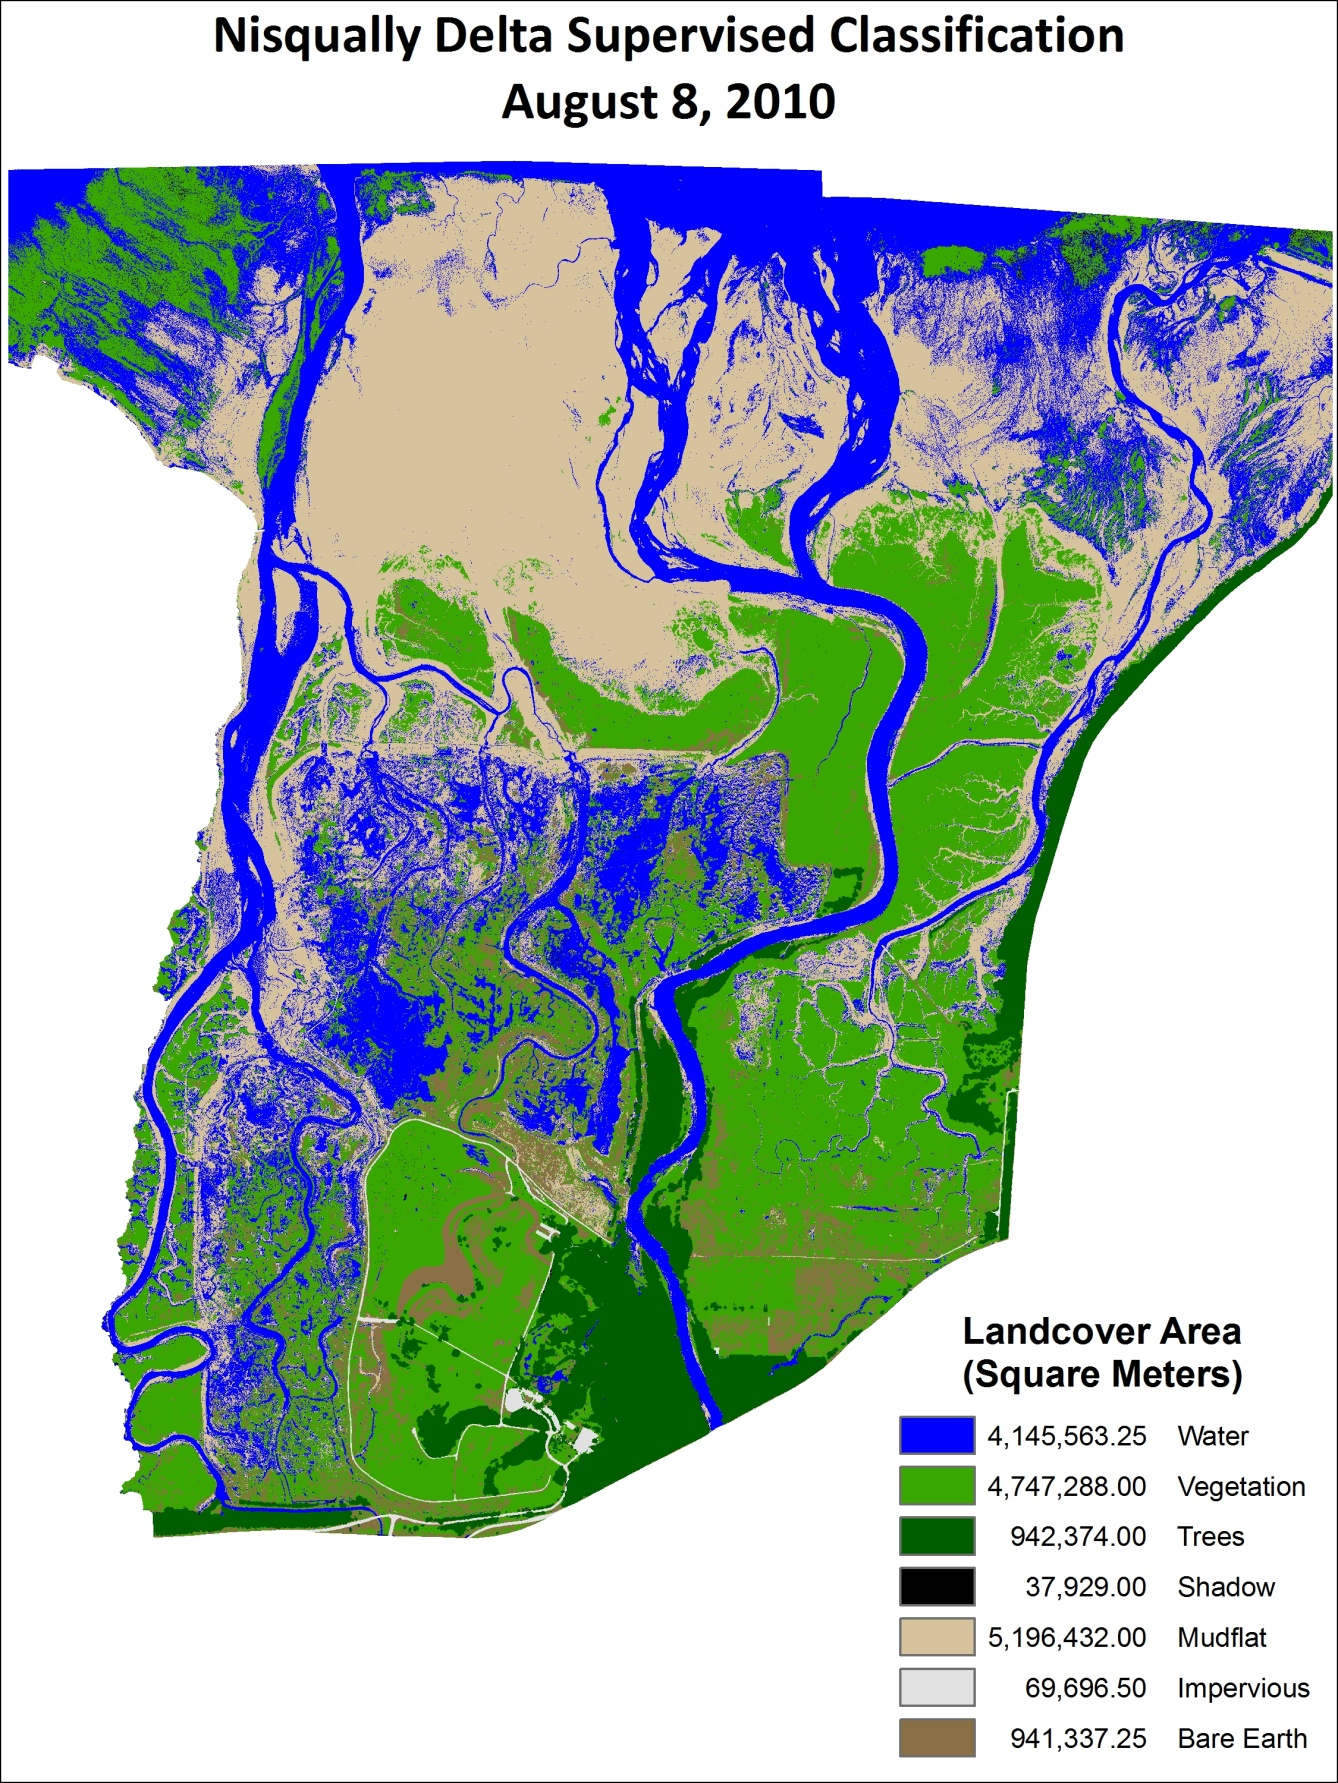 Nisqually Delta Supervised Classification
August 8, 2010
Landcover Area
(Square Meters)
4,145,563.25 Water
4,747,288.00 Vegetation
942,374.00 Trees
37,929.00 Shadow
5,196,432.00 Mudflat
69,696.50 Impervious
941,337.25 Bare Earth